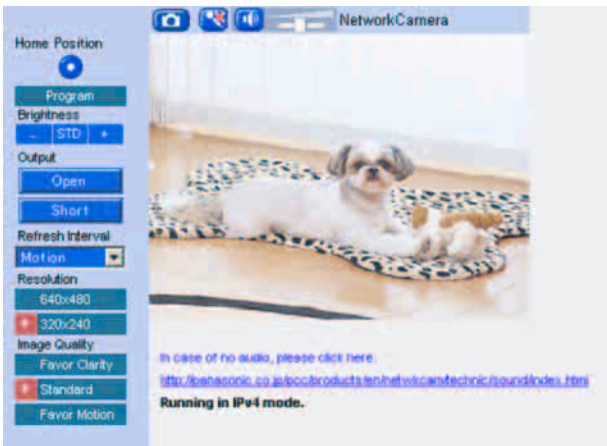 NetworkCamera
Home Position
Program
Brightness
- STD +
Output
Open
Short
Refresh Interval
Motion
Resolution
640x480
320x240
Image Quality
Favor Clarity
Standard
Favor Motion
In case of no audio, please click here.
http://panasonic.co.jp/pcc/products/en/netwkcam/technic/sound/index.html
Running in IPv4 mode.